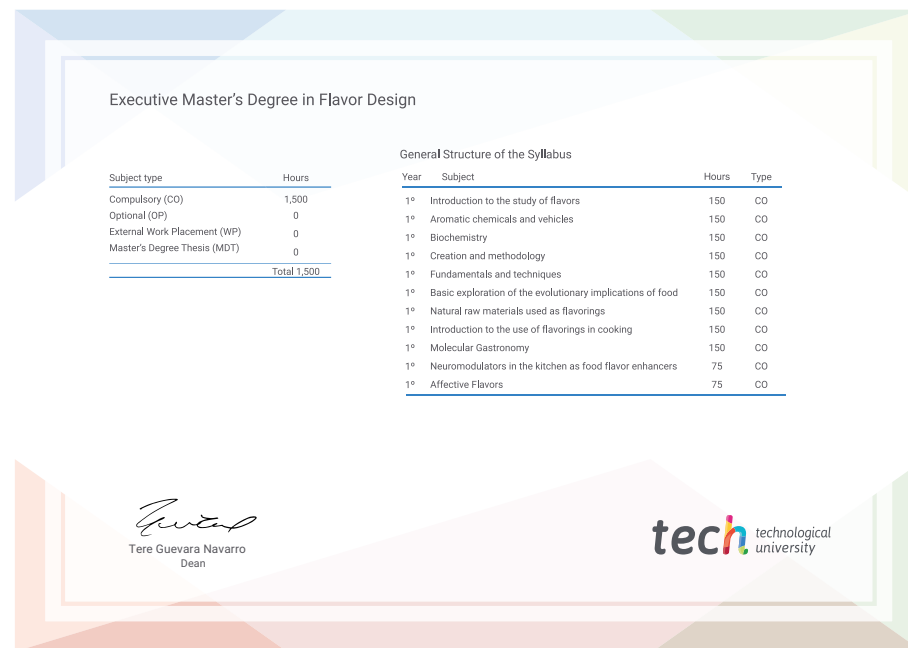 Executive Master's Degree in Flavor Design
General Structure of the Syllabus
Subject type Hours
Compulsory (CO) 1,500
Optional (OP) 0
External Work Placement (WP) 0
Master's Degree Thesis (MDT) 0
Total 1,500
Year Subject Hours Type
1º Introduction to the study of flavors 150 CO
1º Aromatic chemicals and vehicles 150 CO
1º Biochemistry 150 CO
1º Creation and methodology 150 CO
1º Fundamentals and techniques 150 CO
1º Basic exploration of the evolutionary implications of food 150 CO
1º Natural raw materials used as flavorings 150 CO
1º Introduction to the use of flavorings in cooking 150 CO
1º Molecular Gastronomy 150 CO
1º Neuromodulators in the kitchen as food flavor enhancers 75 CO
1º Affective Flavors 75 CO
Tere Guevara Navarro
Dean
tech technological
university